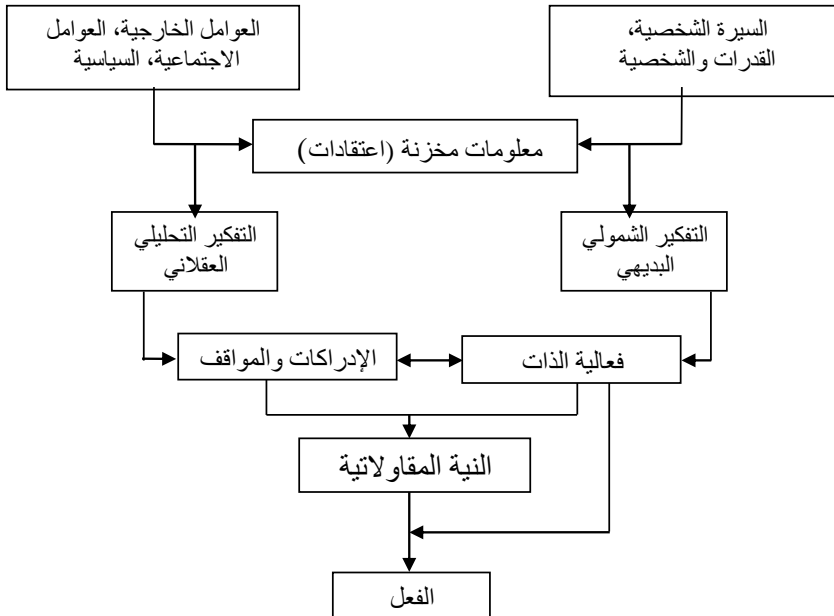 السيرة الشخصية،
القدرات والشخصية
العوامل الخارجية، العوامل
الاجتماعية، السياسية
معلومات مخزنة (اعتقادات)
التفكير الشمولي
البديهي
التفكير التحليلي
العقلاني
فعالية الذات
الإدراكات والمواقف
النية المقاولاتية
الفعل